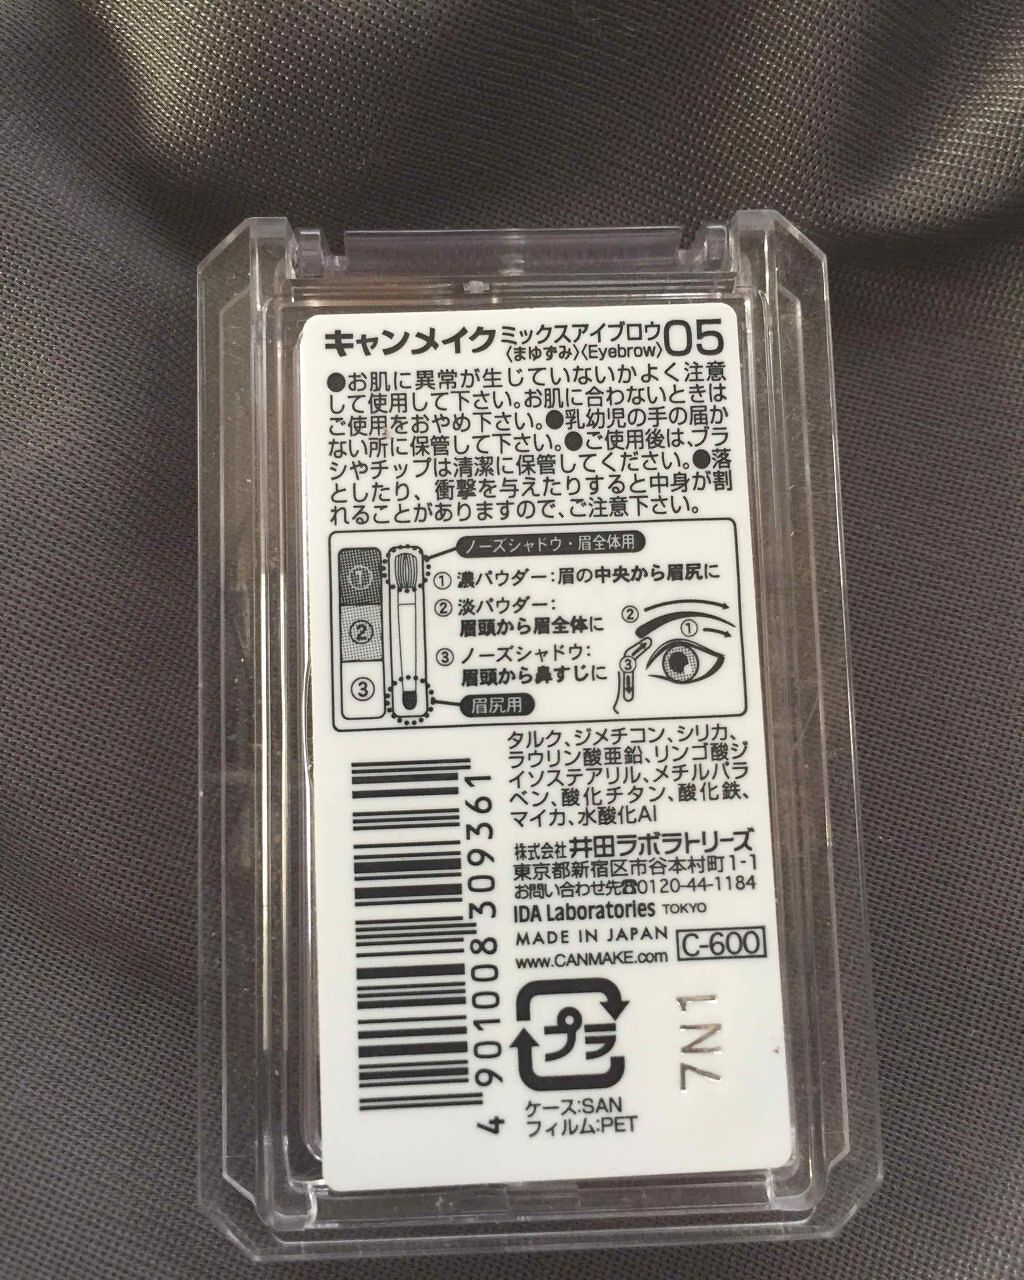 キャンメイク ミックスアイブロウ 05
〈まゆずみ〉〈Eyebrow〉
●お肌に異常が生じていないかよく注意
して使用して下さい。お肌に合わないときは
ご使用をおやめ下さい。●乳幼児の手の届か
ない所に保管して下さい。●ご使用後は、ブラ
シやチップは清潔に保管してください。●落
としたり、衝撃を与えたりすると中身が割
れることがありますので、ご注意下さい。
ノーズシャドウ・眉全体用
① ② ③
①濃パウダー:眉の中央から眉尻に
②淡パウダー:
眉頭から眉全体に
③ノーズシャドウ:
眉頭から鼻すじに
眉尻用
② ① ③
タルク、ジメチコン、シリカ、
ラウリン酸亜鉛、リンゴ酸ジ
イソステアリル、メチルパラ
ベン、酸化チタン、酸化鉄、
マイカ、水酸化Al
株式会社井田ラボラトリーズ
東京都新宿区市谷本村町1-1
お問い合わせ先☎0120-44-1184
IDA Laboratories TOKYO
MADE IN JAPAN C-600
www.CANMAKE.com
プラ
ケース:SAN
フィルム:PET
7N1
4 901008 309361